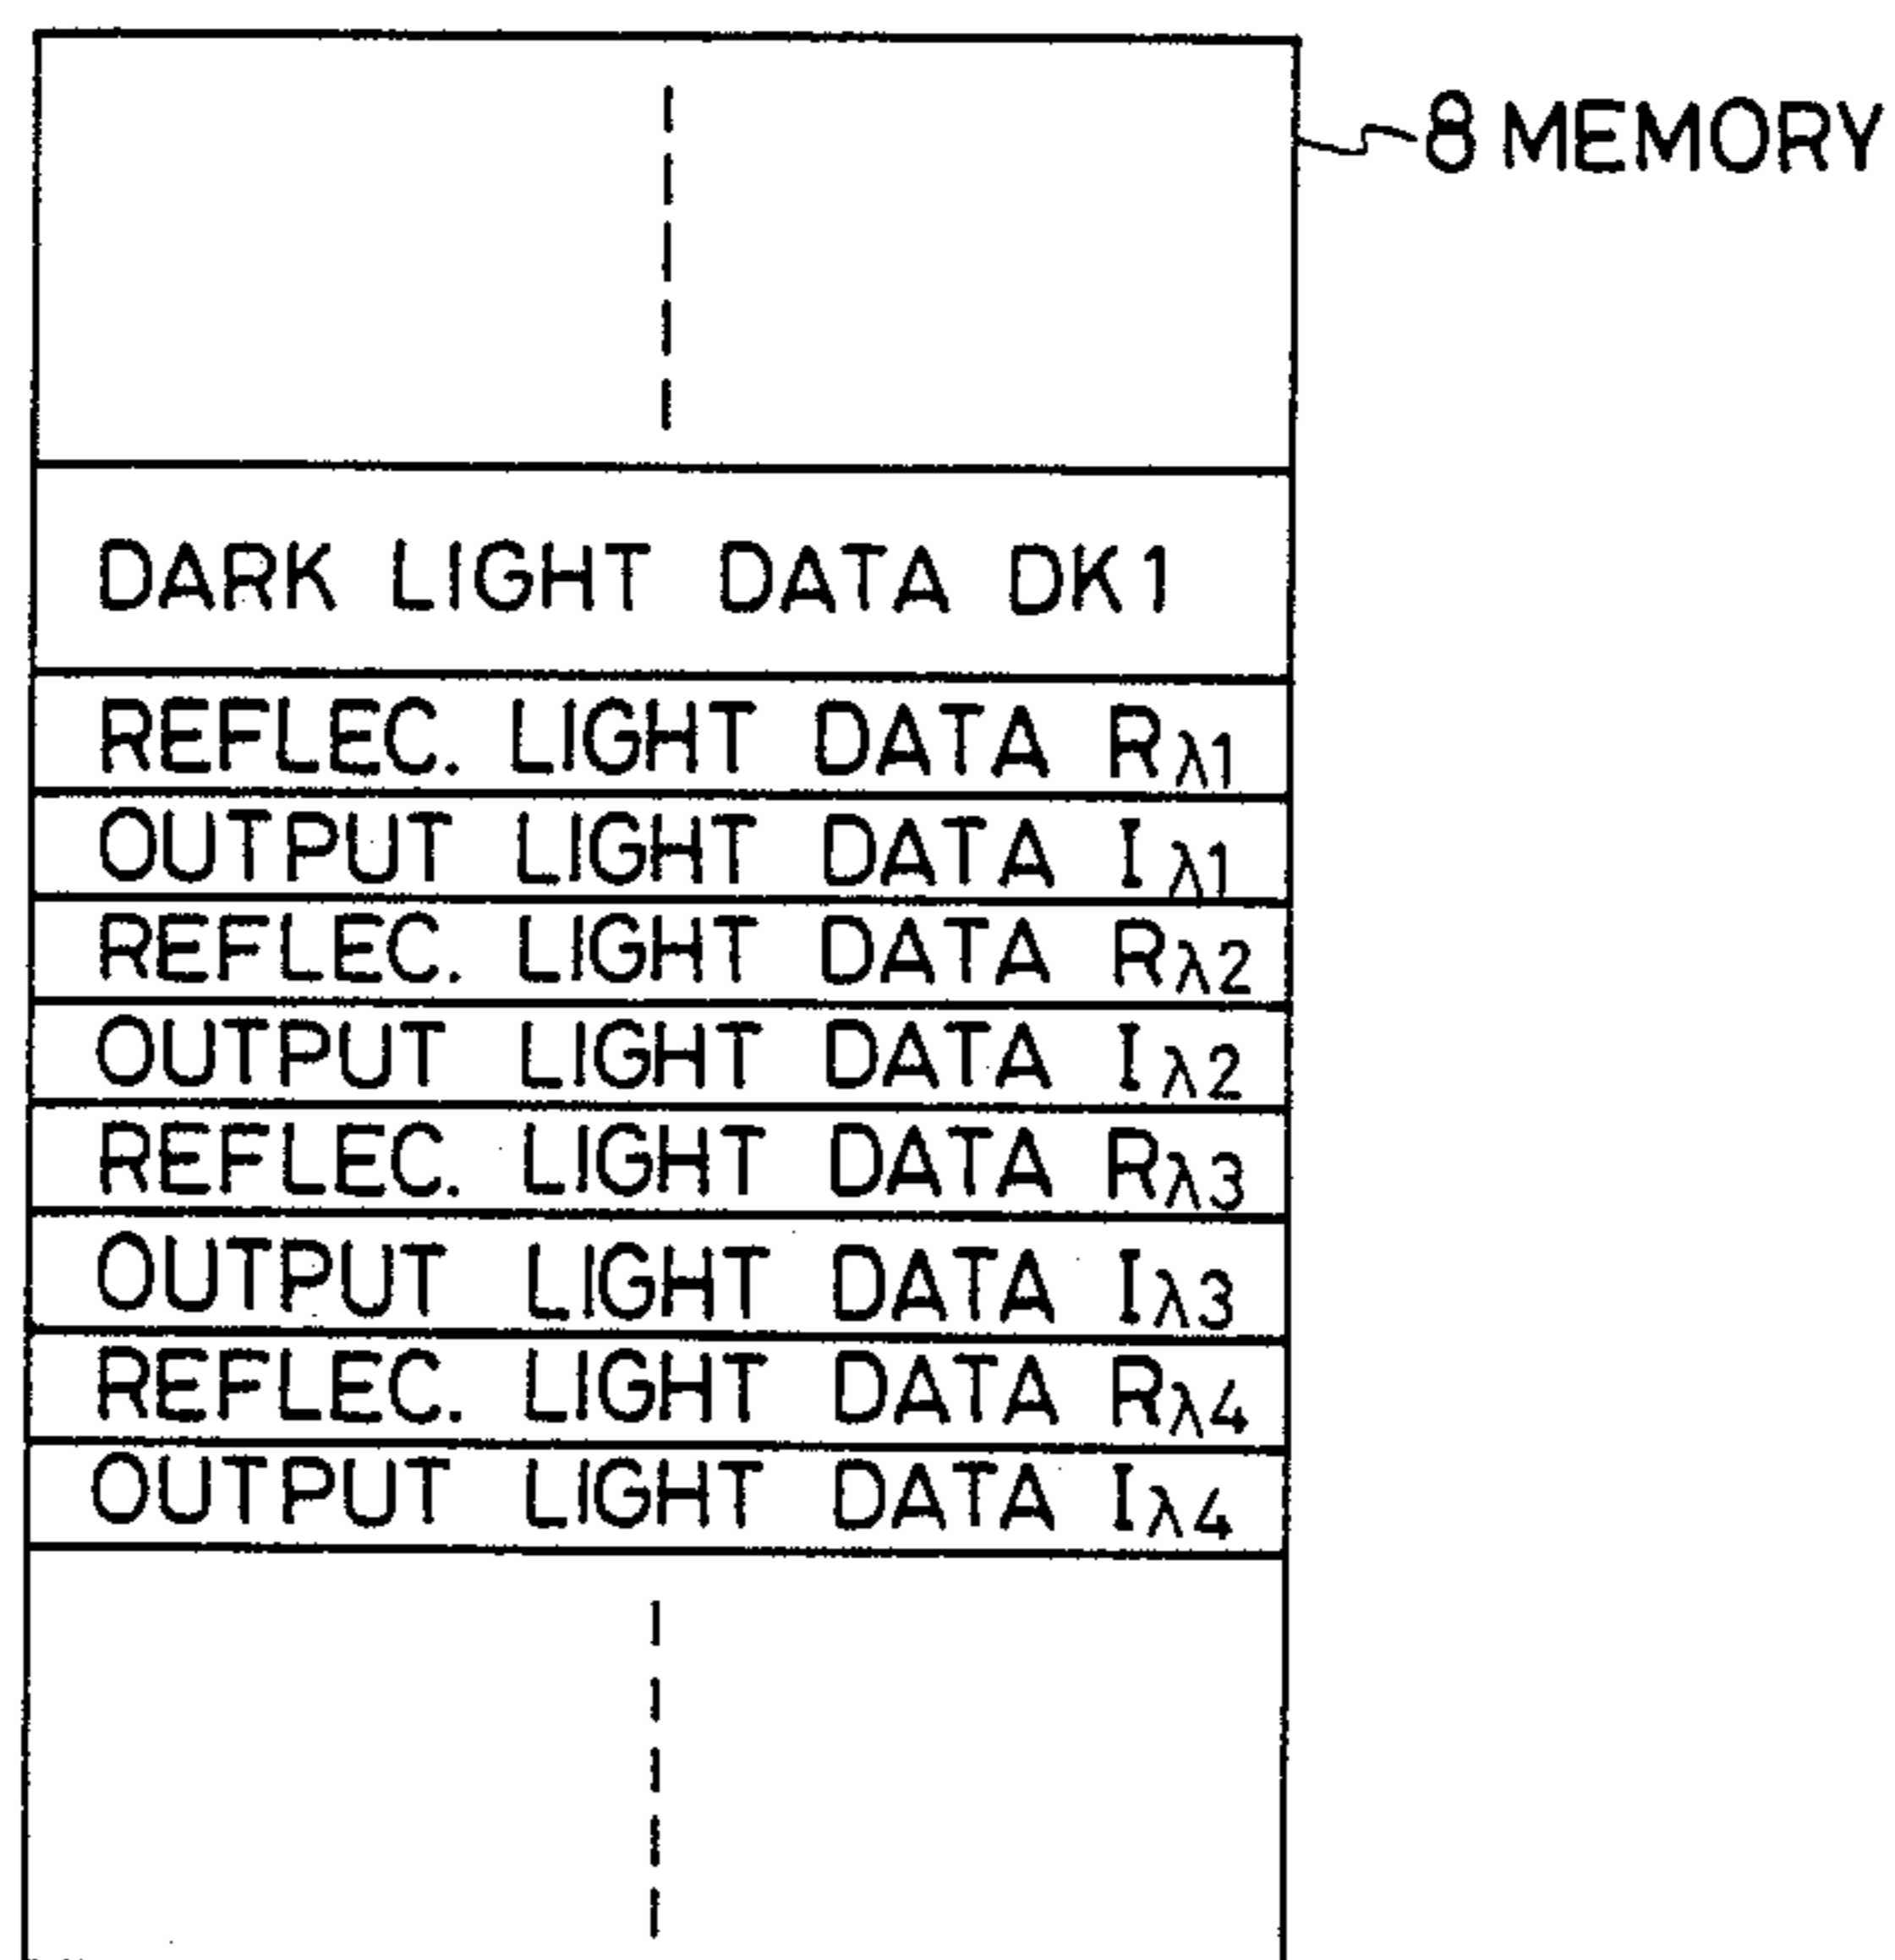 8 MEMORY
DARK LIGHT DATA DK1
REFLEC. LIGHT DATA Rλ1
OUTPUT LIGHT DATA Iλ1
REFLEC. LIGHT DATA Rλ2
OUTPUT LIGHT DATA Iλ2
REFLEC. LIGHT DATA Rλ3
OUTPUT LIGHT DATA Iλ3
REFLEC. LIGHT DATA Rλ4
OUTPUT LIGHT DATA Iλ4